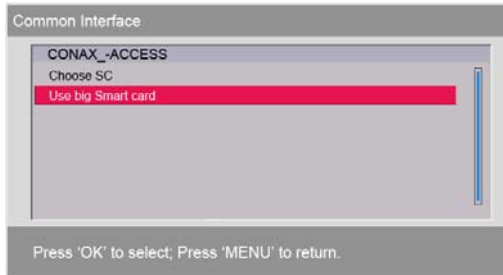 Common Interface
CONAX_-ACCESS
Choose SC
Use big Smart card
Press 'OK' to select; Press 'MENU' to return.